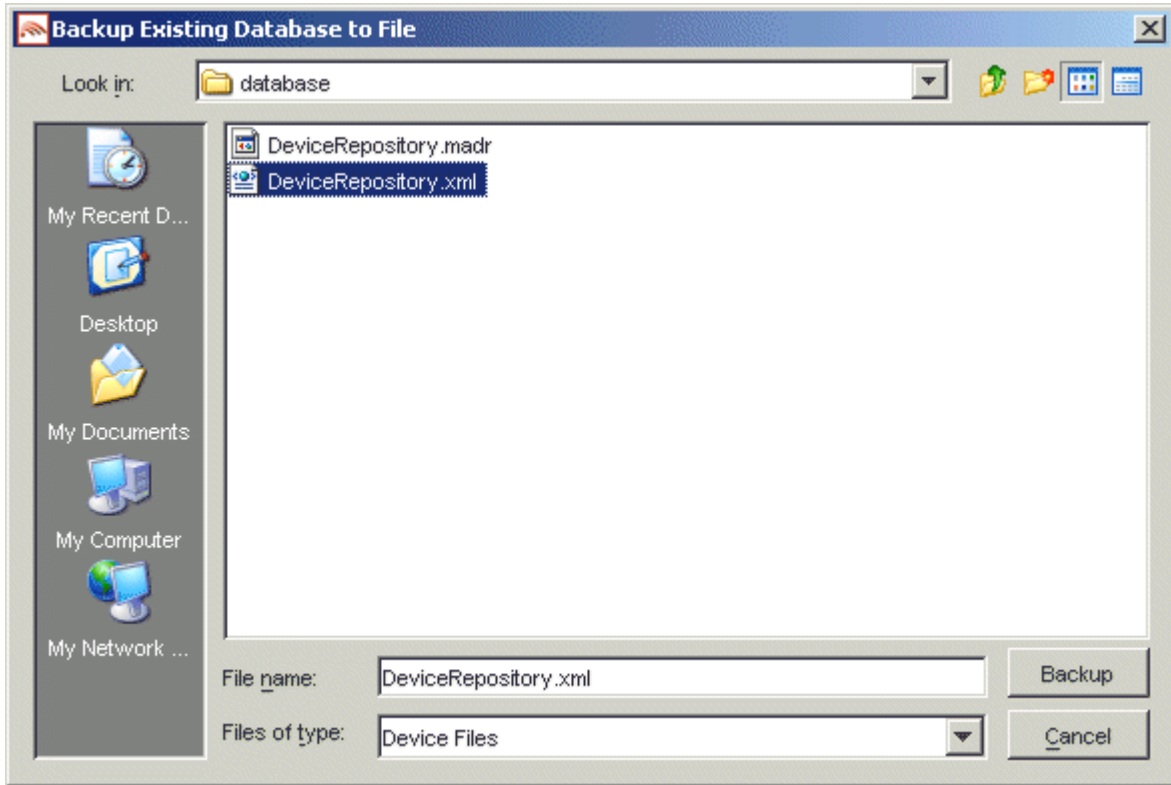 Backup Existing Database to File
Look in:
database
DeviceRepository.madr
DeviceRepository.xml
My Recent D...
Desktop
My Documents
My Computer
My Network ...
File name:
DeviceRepository.xml
Backup
Files of type:
Device Files
Cancel